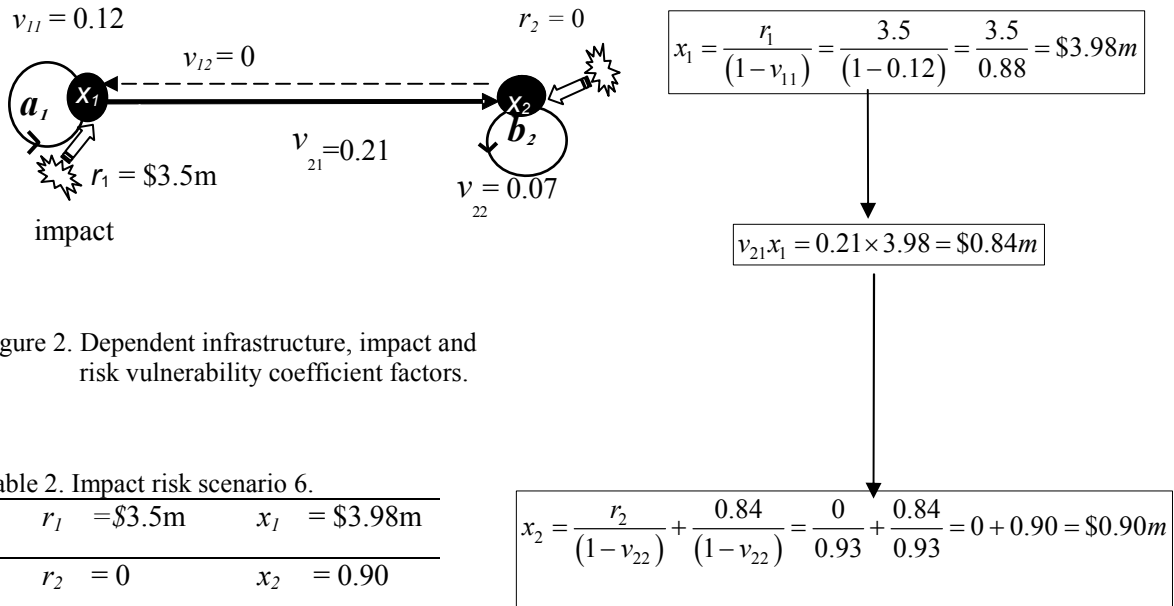 v11 = 0.12
r2 = 0
v12 = 0
a1
x1
x2
b2
v21=0.21
r1 = $3.5m
v22 = 0.07
impact
x1 = r1/(1−v11) = 3.5/(1−0.12) = 3.5/0.88 = $3.98m
v21x1 = 0.21×3.98 = $0.84m
gure 2. Dependent infrastructure, impact and
risk vulnerability coefficient factors.
able 2. Impact risk scenario 6.
r1 =$3.5m x1 = $3.98m
r2 = 0 x2 = 0.90
x2 = r2/(1−v22) + 0.84/(1−v22) = 0/0.93 + 0.84/0.93 = 0+0.90 = $0.90m